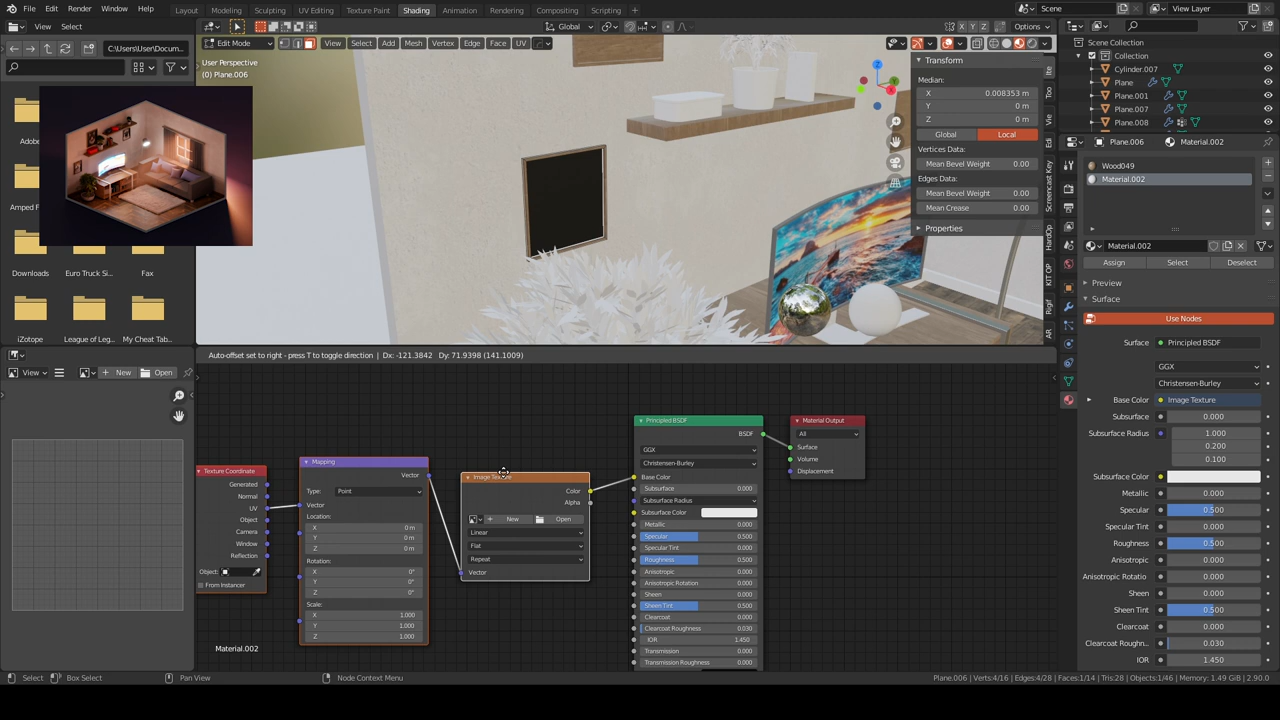 File Edit Render Window Help Layout Modeling Sculpting UV Editing Texture Paint Shading Animation Rendering Compositing Scripting + Scene View Layer
View Select Global X Y Z Options
C:\Users\User\Docum...
Edit Mode View Select Add Mesh Vertex Edge Face UV
User Perspective
(0) Plane.006
Transform
Median:
X 0.008353 m
Y 0 m
Z 0 m
Global Local
Vertices Data:
Mean Bevel Weight 0.00
Edges Data:
Mean Bevel Weight 0.00
Mean Crease 0.00
Properties
Ite
Too
Vie
Edi
Screencast Key
HardOp
KIT OP
Rigif
AR
Scene Collection
Collection
Cylinder.007
Plane
Plane.001
Plane.007
Plane.008
Plane.006 Material.002
Wood049
Material.002
Material.002
Assign Select Deselect
Preview
Surface
Use Nodes
Surface Principled BSDF
GGX
Christensen-Burley
Base Color Image Texture
Subsurface 0.000
Subsurface Radius 1.000
0.200
0.100
Subsurface Color
Metallic 0.000
Specular 0.500
Specular Tint 0.000
Roughness 0.500
Anisotropic 0.000
Anisotropic Rotatio 0.000
Sheen 0.000
Sheen Tint 0.500
Clearcoat 0.000
Clearcoat Roughn... 0.030
IOR 1.450
Adobe
Amped F
Downloads Euro Truck Si... Fax
iZotope League of Leg... My Cheat Tab...
View New Open
Auto-offset set to right - press T to toggle direction | Dx: -121.3842 Dy: 71.9398 (141.1009)
Texture Coordinate
Generated
Normal
UV
Object
Camera
Window
Reflection
Object:
From Instancer
Mapping
Vector
Type: Point
Vector
Location:
X 0 m
Y 0 m
Z 0 m
Rotation:
X 0°
Y 0°
Z 0°
Scale:
X 1.000
Y 1.000
Z 1.000
Image Texture
Color
Alpha
New Open
Linear
Flat
Repeat
Vector
Principled BSDF
BSDF
GGX
Christensen-Burley
Base Color
Subsurface 0.000
Subsurface Radius
Subsurface Color
Metallic 0.000
Specular 0.500
Specular Tint 0.000
Roughness 0.500
Anisotropic 0.000
Anisotropic Rotation 0.000
Sheen 0.000
Sheen Tint 0.500
Clearcoat 0.000
Clearcoat Roughness 0.030
IOR 1.450
Transmission 0.000
Transmission Roughness 0.000
Material Output
All
Surface
Volume
Displacement
Material.002
Select Box Select Pan View Node Context Menu Plane.006 | Verts:4/16 | Edges:4/28 | Faces:1/14 | Tris:28 | Objects:1/46 | Memory: 1.49 GiB | 2.90.0